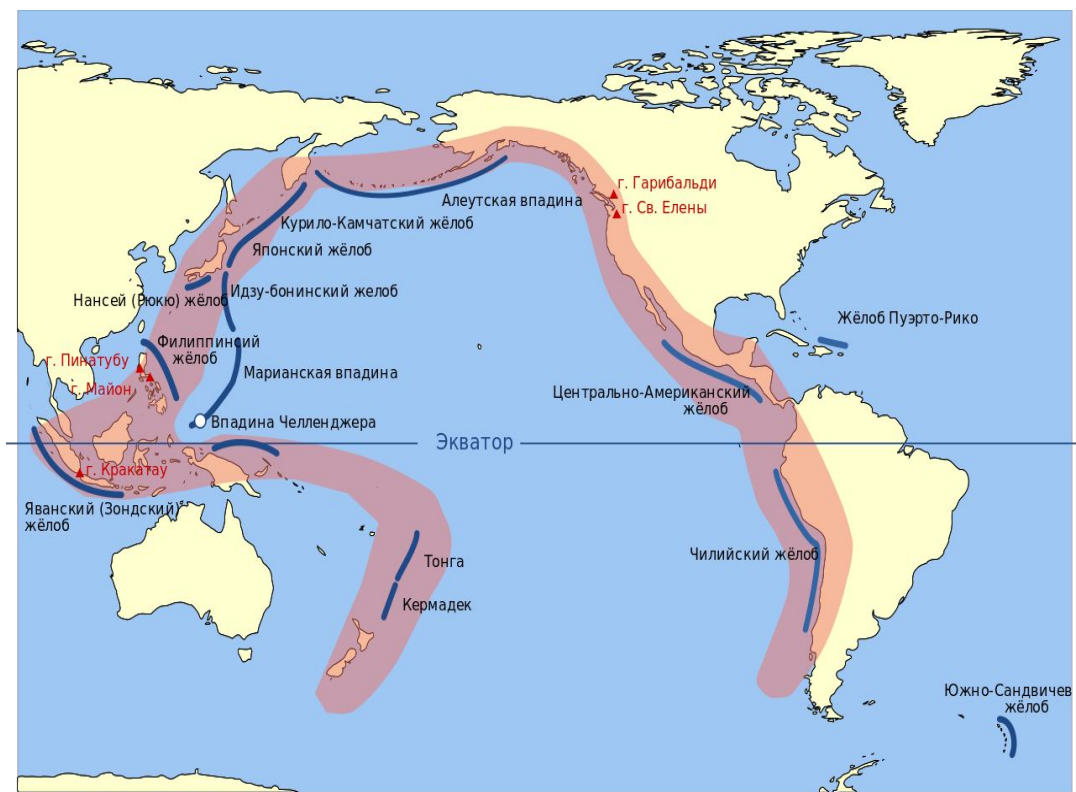 г. Гарибальди
г. Св. Елены
Алеутская впадина
Курило-Камчатский жёлоб
Японский жёлоб
Идзу-бонинский желоб
Нансей (Рюкю) жёлоб
Жёлоб Пуэрто-Рико
Филиппинсий
жёлоб
г. Пинатубу
г. Майон
Марианская впадина
Центрально-Американский
жёлоб
Впадина Челленджера
Экватор
г. Кракатау
Яванский (Зондский)
жёлоб
Чилийский жёлоб
Тонга
Кермадек
Южно-Сандвичев
жёлоб